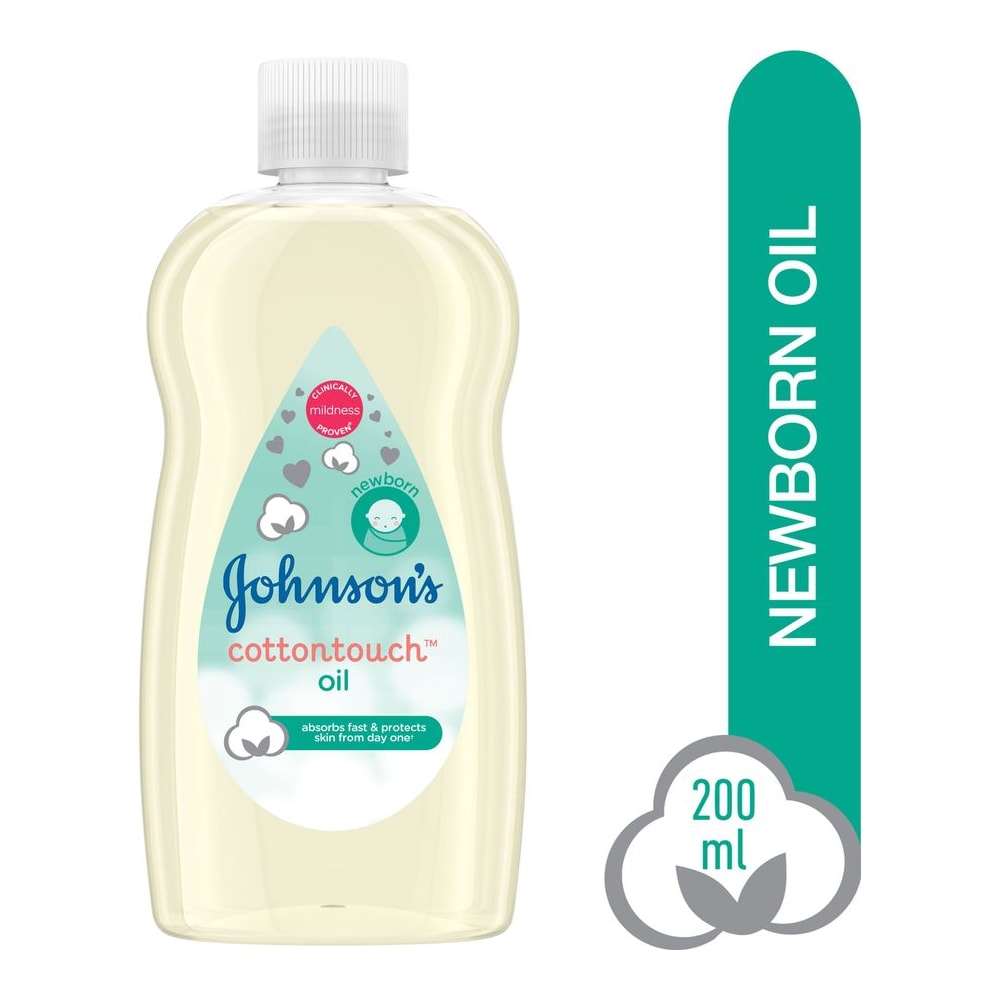 CLINICALLY
mildness
PROVEN°
newborn
Johnson's
cottontouch™
oil
absorbs fast & protects
skin from day one†
NEWBORN OIL
200
ml